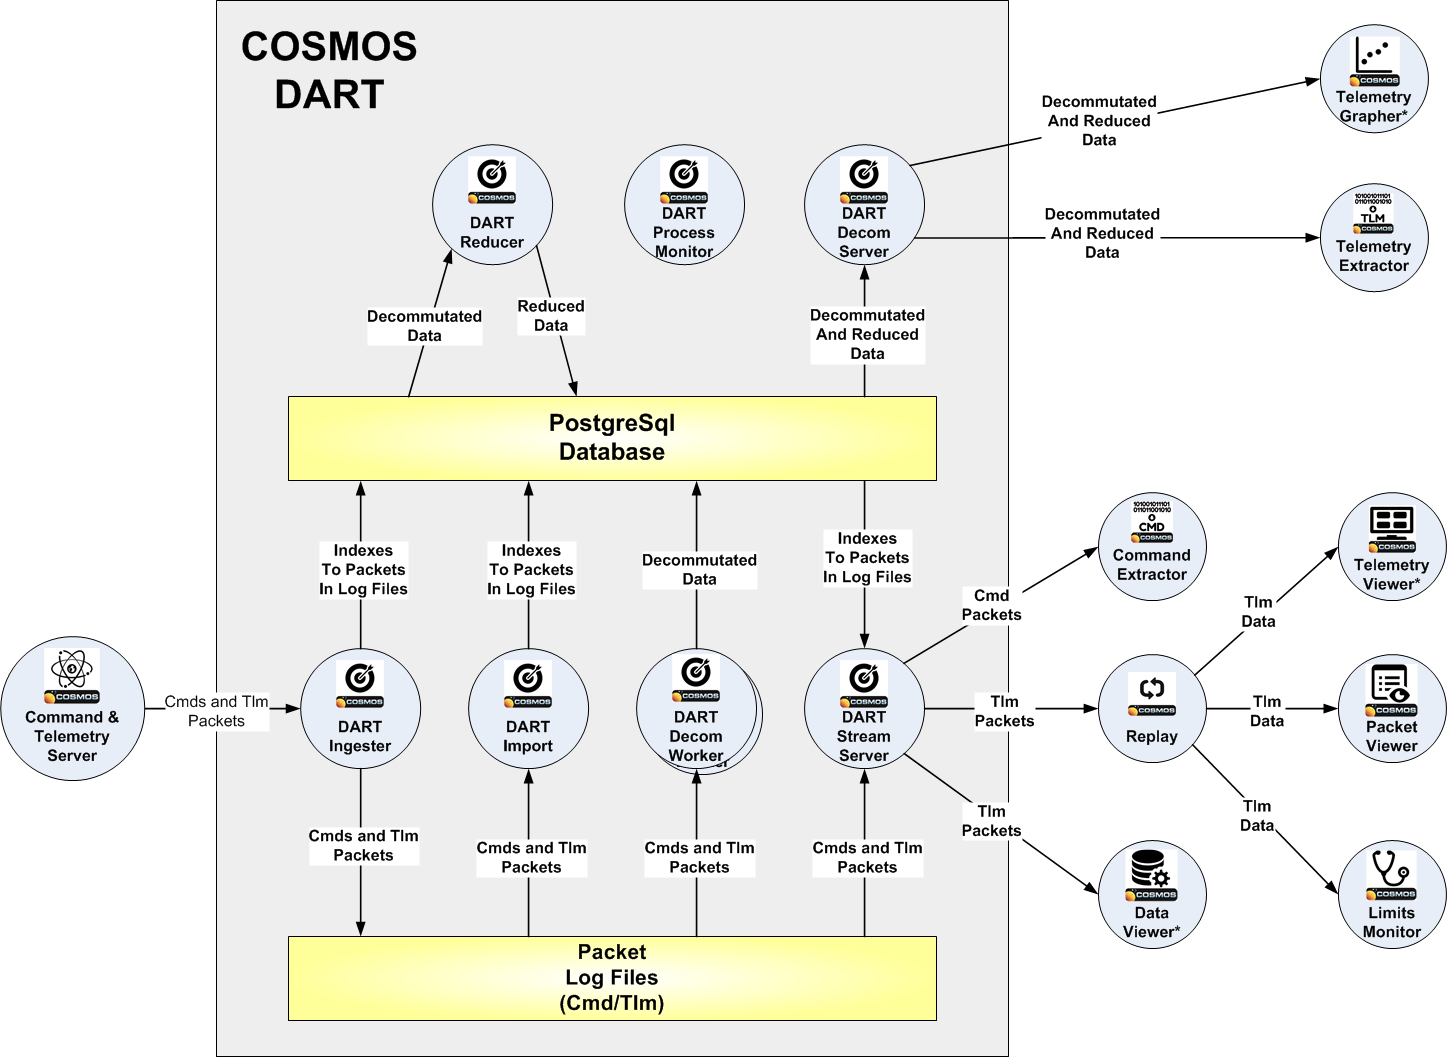 COSMOS
DART
COSMOS
Telemetry
Grapher*
Decommutated
And Reduced
Data
COSMOS
DART
Reducer
COSMOS
DART
Process
Monitor
COSMOS
DART
Decom
Server
Decommutated
And Reduced
Data
101001011101
011011001010
TLM
COSMOS
Telemetry
Extractor
Decommutated
Data
Reduced
Data
Decommutated
And Reduced
Data
PostgreSql
Database
Indexes
To Packets
In Log Files
Indexes
To Packets
In Log Files
Decommutated
Data
Indexes
To Packets
In Log Files
101001011101
011011001010
CMD
COSMOS
Command
Extractor
COSMOS
Telemetry
Viewer*
Cmd
Packets
Tlm
Data
COSMOS
Command &
Telemetry
Server
Cmds and Tlm
Packets
COSMOS
DART
Ingester
COSMOS
DART
Import
COSMOS
DART
Decom
Worker
COSMOS
DART
Stream
Server
Tlm
Packets
COSMOS
Replay
Tlm
Data
COSMOS
Packet
Viewer
Cmds and Tlm
Packets
Cmds and Tlm
Packets
Cmds and Tlm
Packets
Cmds and Tlm
Packets
Tlm
Packets
Tlm
Data
COSMOS
Data
Viewer*
COSMOS
Limits
Monitor
Packet
Log Files
(Cmd/Tlm)